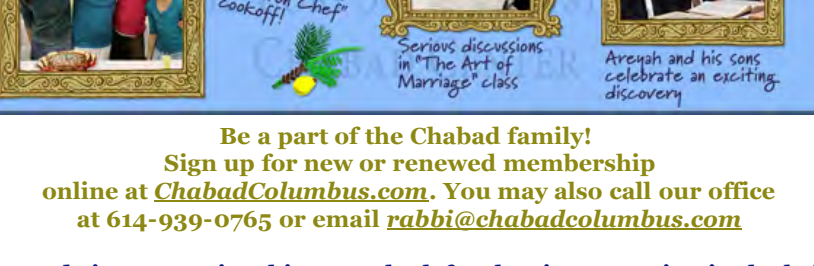 Chef"
cookoff!
Serious discussions
in "The Art of
Marriage" class
Areyah and his sons
celebrate an exciting
discovery
Be a part of the Chabad family!
Sign up for new or renewed membership
online at ChabadColumbus.com. You may also call our office
at 614-939-0765 or email rabbi@chabadcolumbus.com